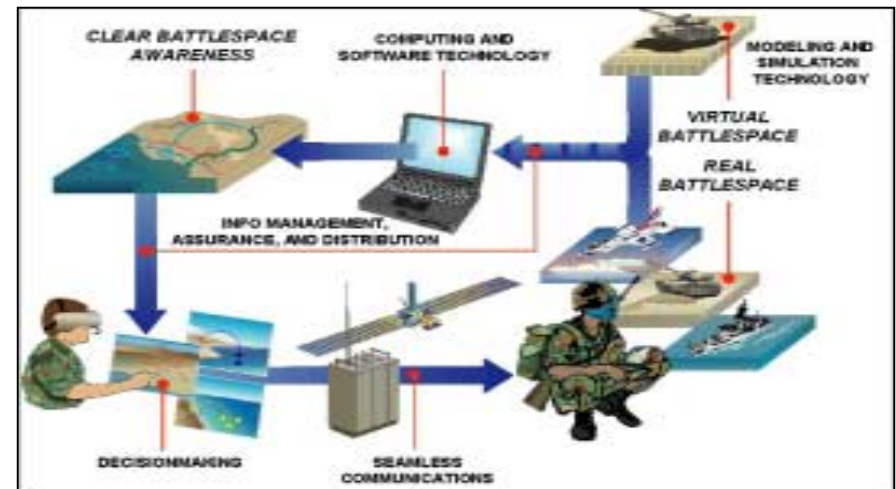 CLEAR BATTLESPACE
AWARENESS
COMPUTING AND
SOFTWARE TECHNOLOGY
MODELING AND
SIMULATION
TECHNOLOGY
VIRTUAL
BATTLESPACE
REAL
BATTLESPACE
INFO MANAGEMENT,
ASSURANCE, AND DISTRIBUTION
DECISIONMAKING
SEAMLESS
COMMUNICATIONS